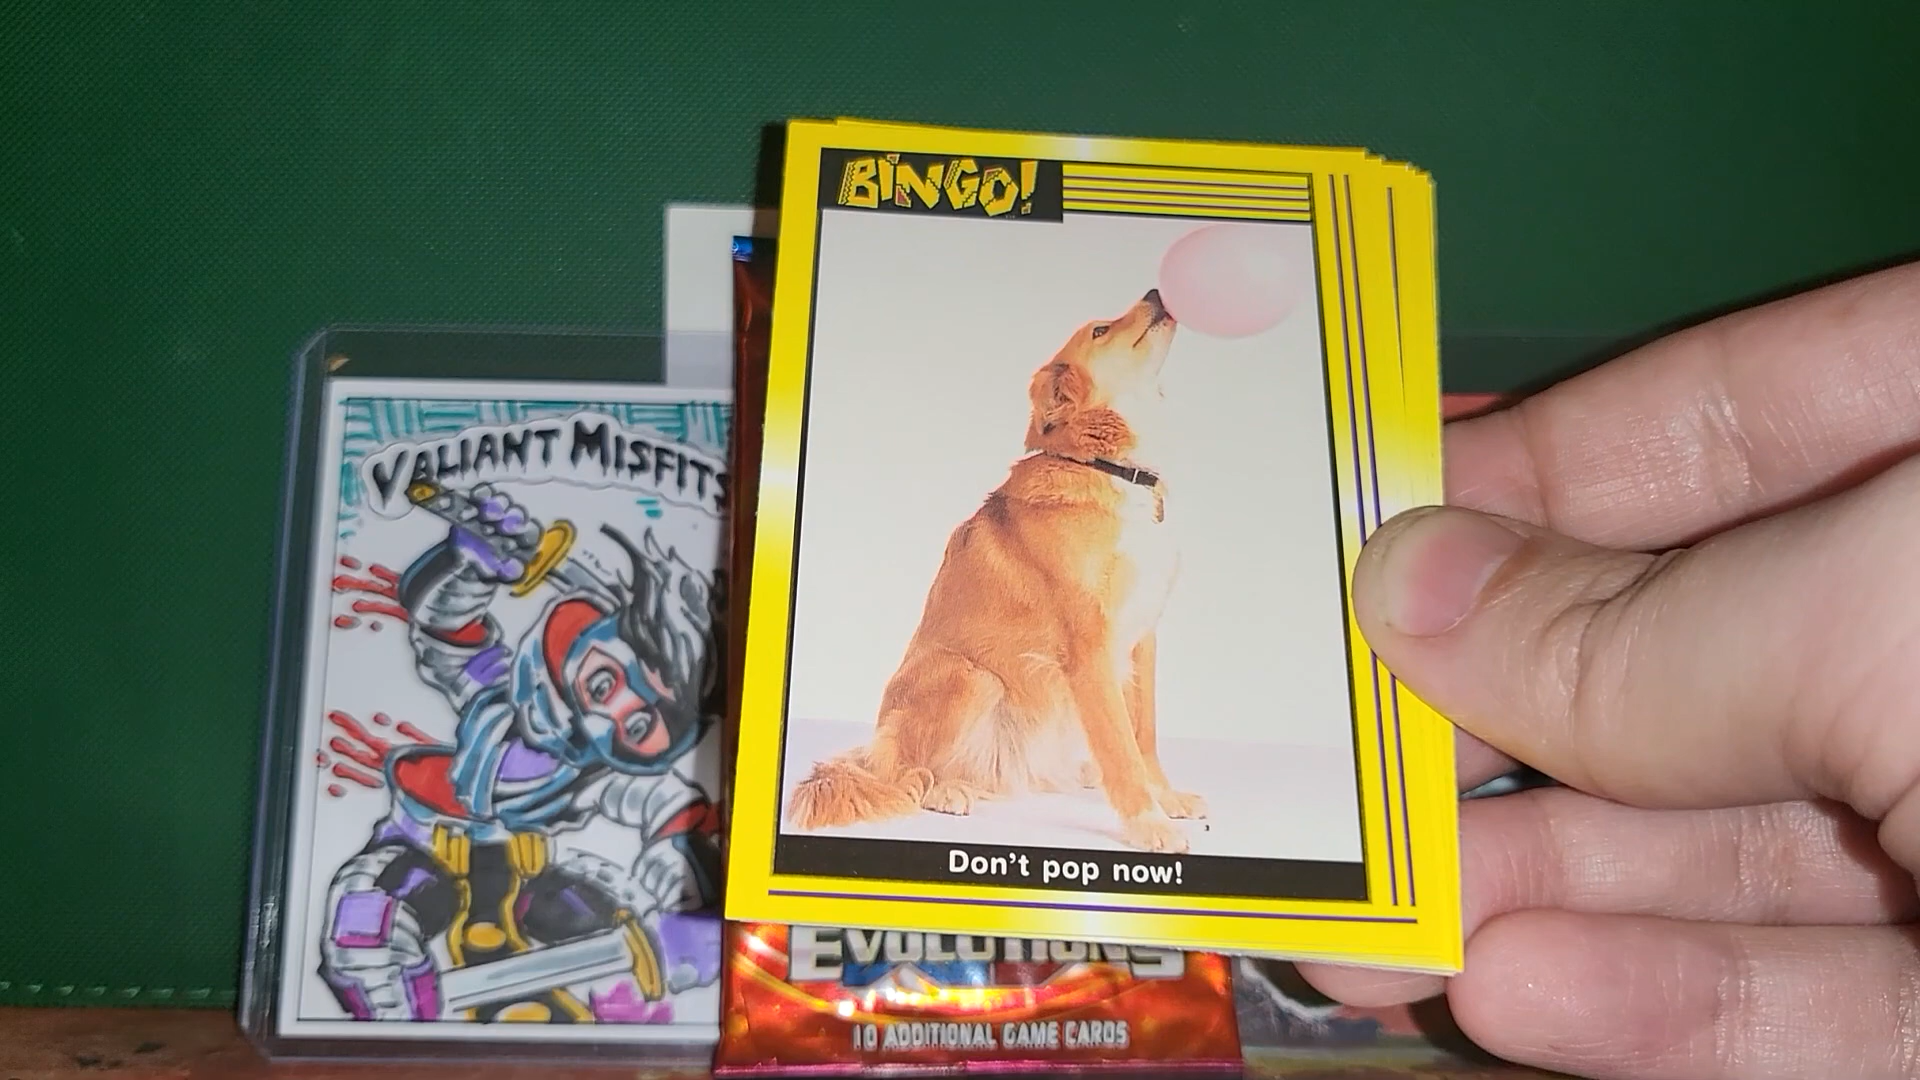 BINGO!
VALIANT MISFITS
Don't pop now!
EVOLUTIONS
10 ADDITIONAL GAME CARDS